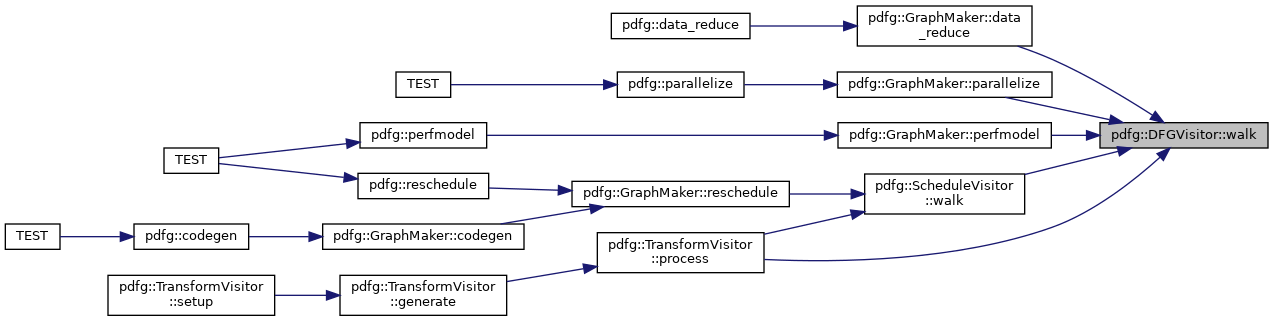 pdfg::data_reduce
pdfg::GraphMaker::data
_reduce
TEST
pdfg::parallelize
pdfg::GraphMaker::parallelize
pdfg::perfmodel
pdfg::GraphMaker::perfmodel
pdfg::DFGVisitor::walk
TEST
pdfg::reschedule
pdfg::GraphMaker::reschedule
pdfg::ScheduleVisitor
::walk
TEST
pdfg::codegen
pdfg::GraphMaker::codegen
pdfg::TransformVisitor
::process
pdfg::TransformVisitor
::setup
pdfg::TransformVisitor
::generate